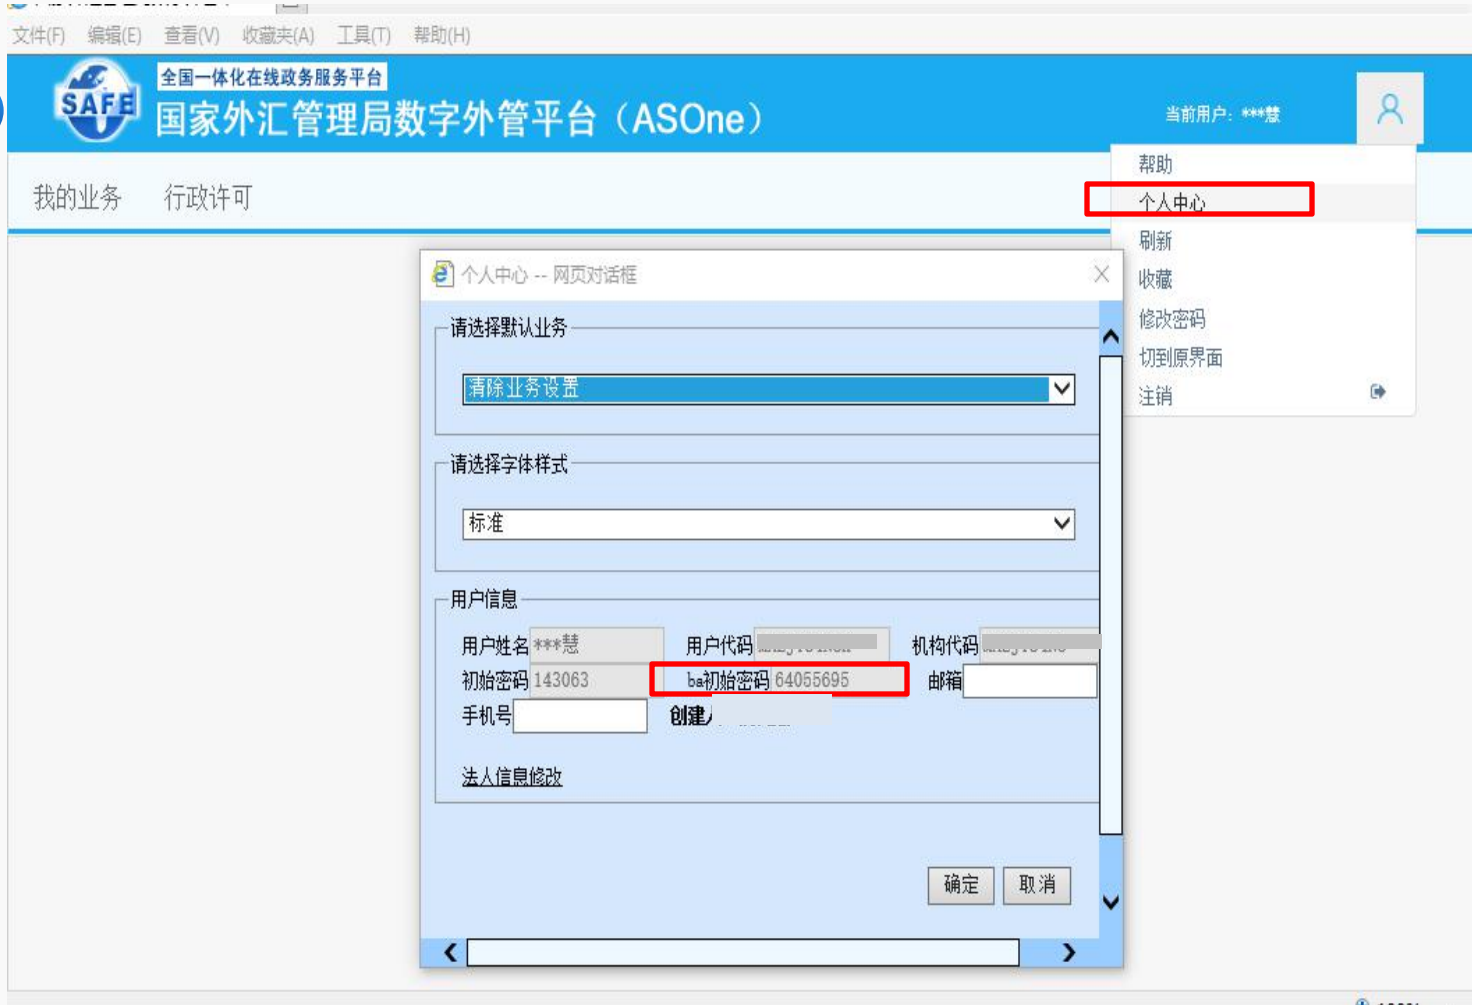 文件(F) 编辑(E) 查看(V) 收藏夹(A) 工具(T) 帮助(H)
SAFE
全国一体化在线政务服务平台
国家外汇管理局数字外管平台（ASOne）
当前用户：***慧
我的业务 行政许可
帮助
个人中心
刷新
收藏
修改密码
切到原界面
注销
个人中心 -- 网页对话框
请选择默认业务
清除业务设置
请选择字体样式
标准
用户信息
用户姓名 ***慧 用户代码 机构代码
初始密码 143063 ba初始密码 64055695 邮箱
手机号 创建
法人信息修改
确定 取消